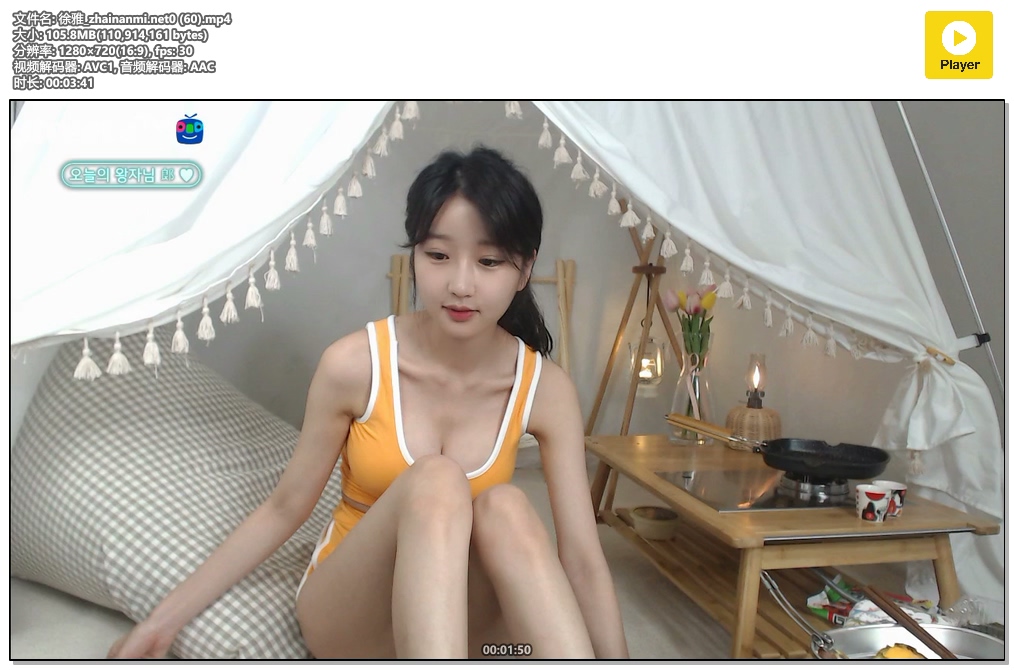 文件名: 徐雅_zhainanmi.net0 (60).mp4
大小: 105.8MB(110,914,161 bytes)
分辨率: 1280×720(16:9), fps: 30
视频解码器: AVC1, 音频解码器: AAC
时长: 00:03:41
Player
오늘의 왕자님
00:01:50